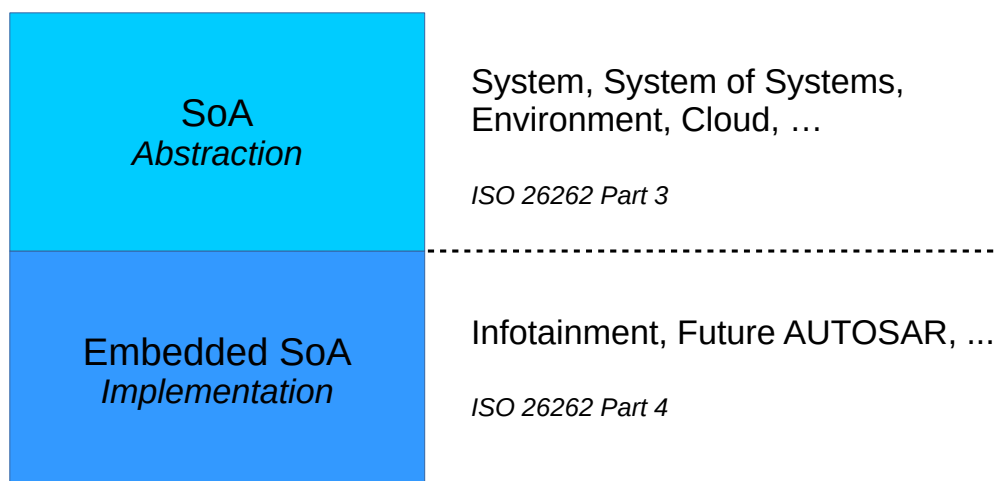 SoA
Abstraction
System, System of Systems,
Environment, Cloud, …
ISO 26262 Part 3
Embedded SoA
Implementation
Infotainment, Future AUTOSAR, ...
ISO 26262 Part 4